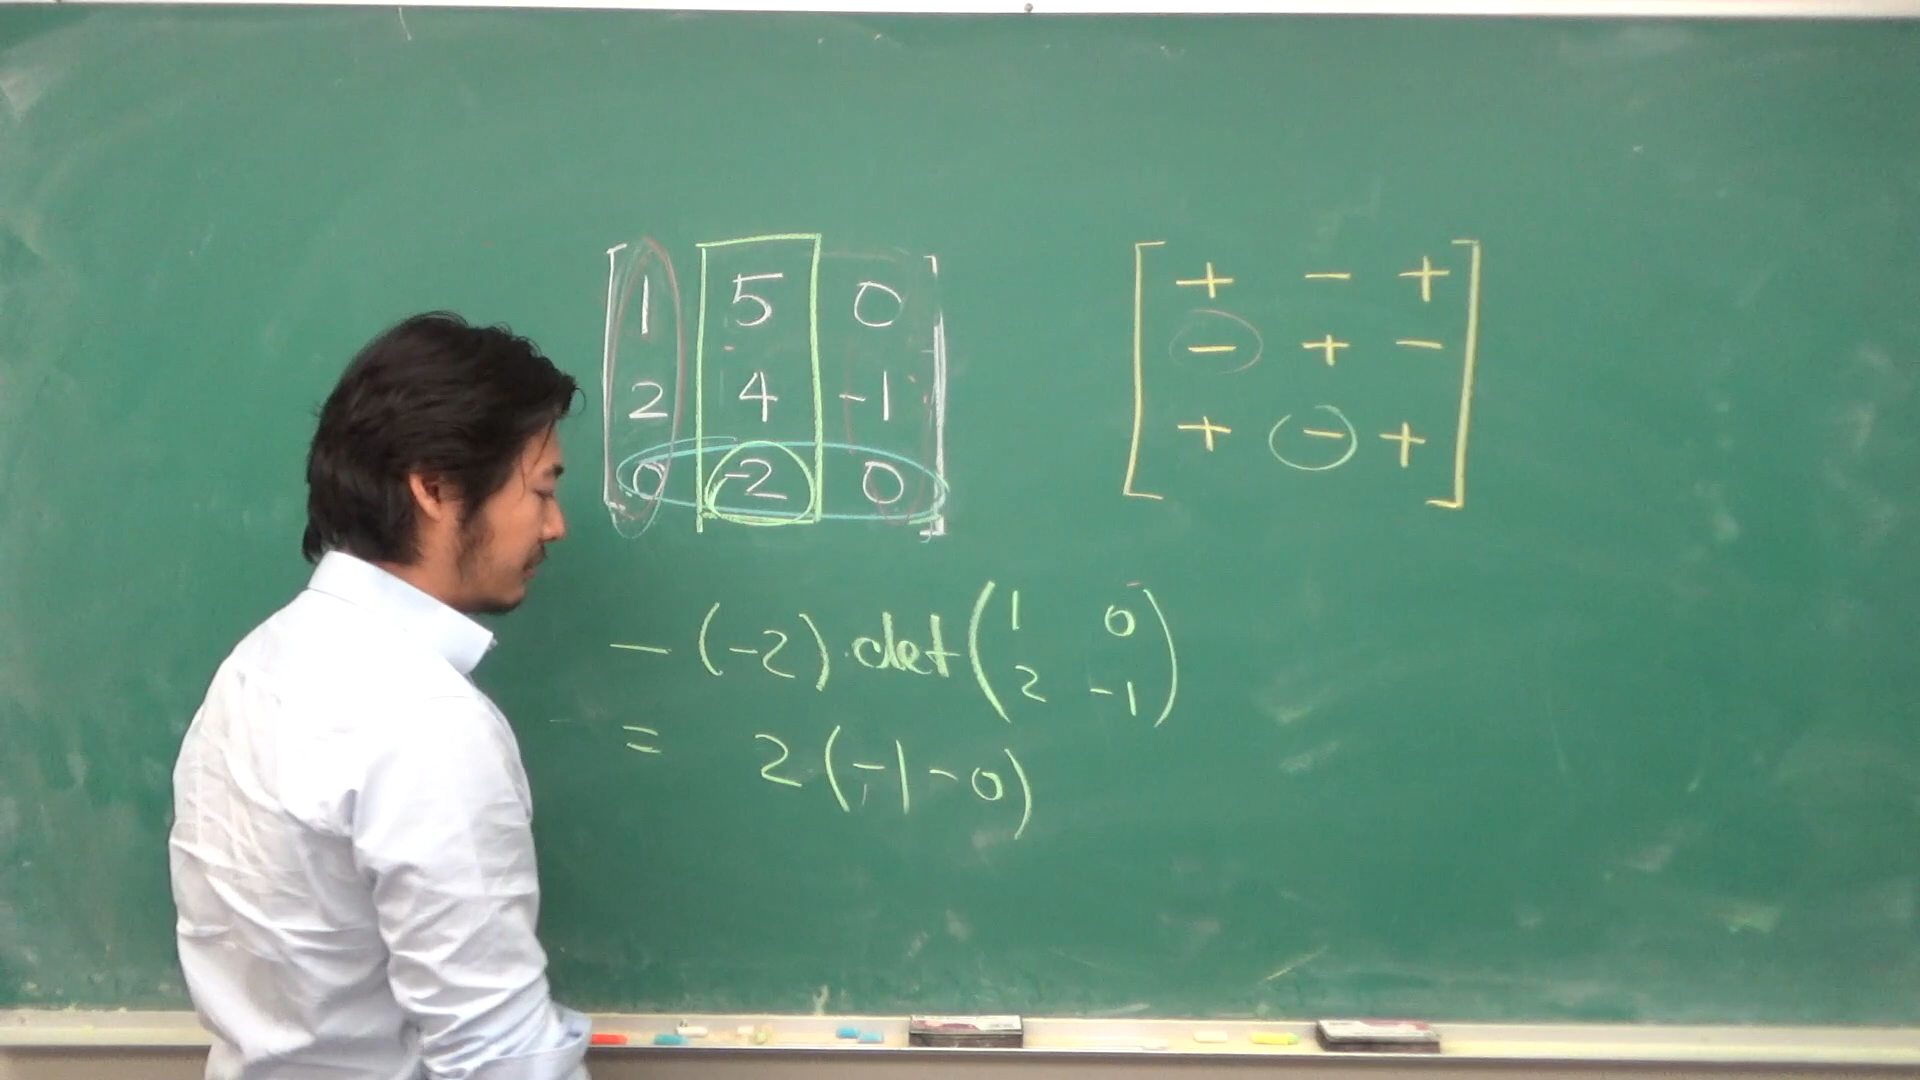 1 5 0
2 4 -1
0 -2 0
+ - +
- + -
+ - +
- (-2) · det (1 0
2 -1)
= 2(-1-0)